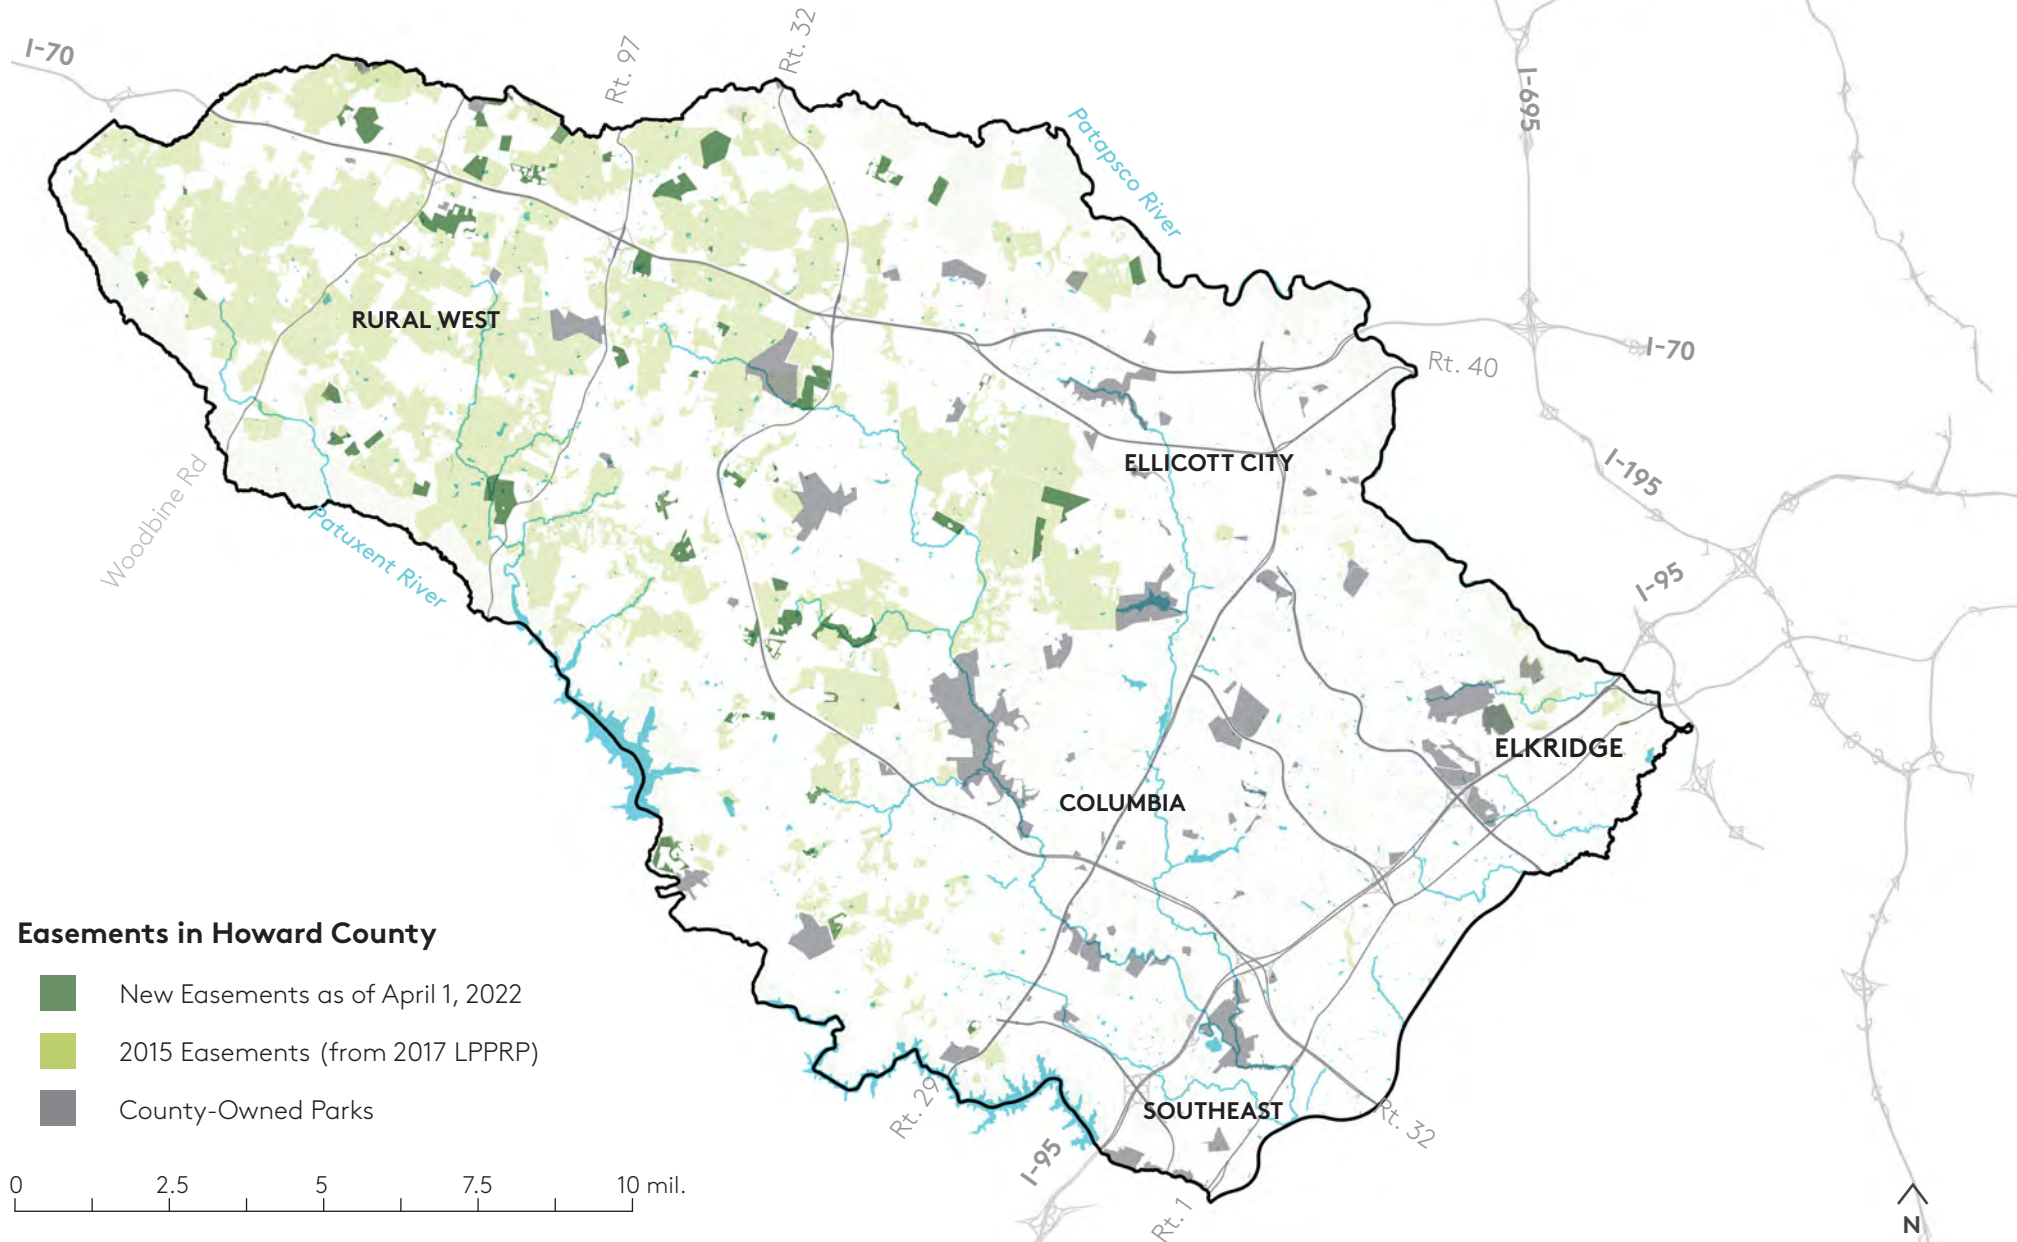 I-70
Rt. 97
Rt. 32
I-695
Patapsco River
RURAL WEST
I-70
Rt. 40
ELLICOTT CITY
I-195
Woodbine Rd
Patuxent River
I-95
ELKRIDGE
COLUMBIA
Easements in Howard County
New Easements as of April 1, 2022
2015 Easements (from 2017 LPPRP)
County-Owned Parks
Rt. 29
SOUTHEAST
Rt. 32
I-95
Rt. 1
0 2.5 5 7.5 10 mil.
N